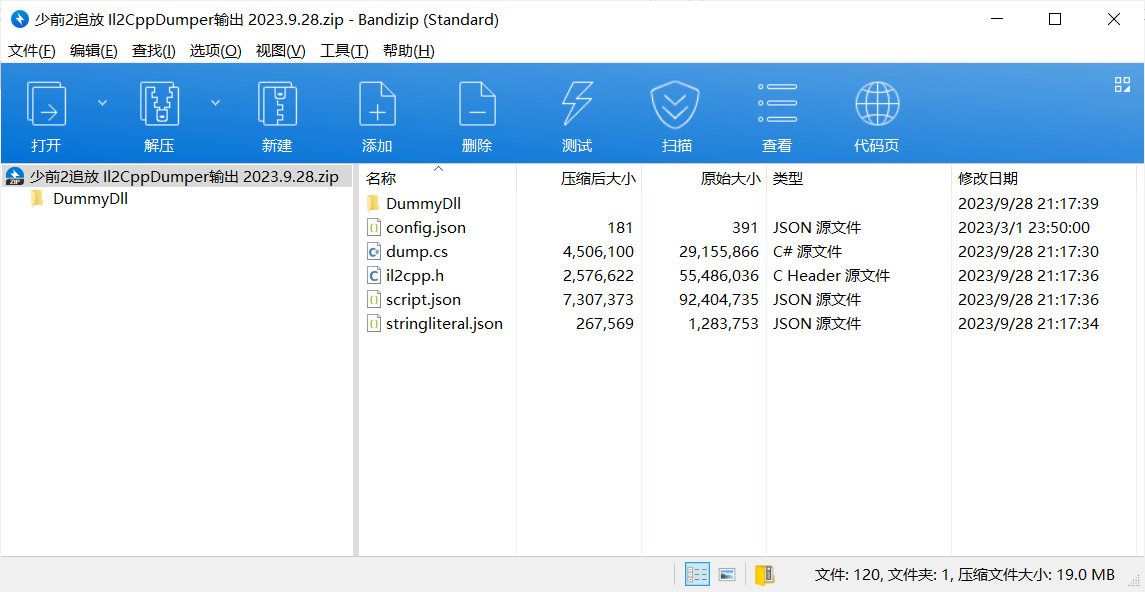 少前2追放 Il2CppDumper输出 2023.9.28.zip - Bandizip (Standard)
文件(F) 编辑(E) 查找(I) 选项(O) 视图(V) 工具(T) 帮助(H)
打开 解压 新建 添加 删除 测试 扫描 查看 代码页
少前2追放 Il2CppDumper输出 2023.9.28.zip
DummyDll
名称 压缩后大小 原始大小 类型 修改日期
DummyDll 2023/9/28 21:17:39
config.json 181 391 JSON 源文件 2023/3/1 23:50:00
dump.cs 4,506,100 29,155,866 C# 源文件 2023/9/28 21:17:30
il2cpp.h 2,576,622 55,486,036 C Header 源文件 2023/9/28 21:17:36
script.json 7,307,373 92,404,735 JSON 源文件 2023/9/28 21:17:36
stringliteral.json 267,569 1,283,753 JSON 源文件 2023/9/28 21:17:34
文件: 120, 文件夹: 1, 压缩文件大小: 19.0 MB